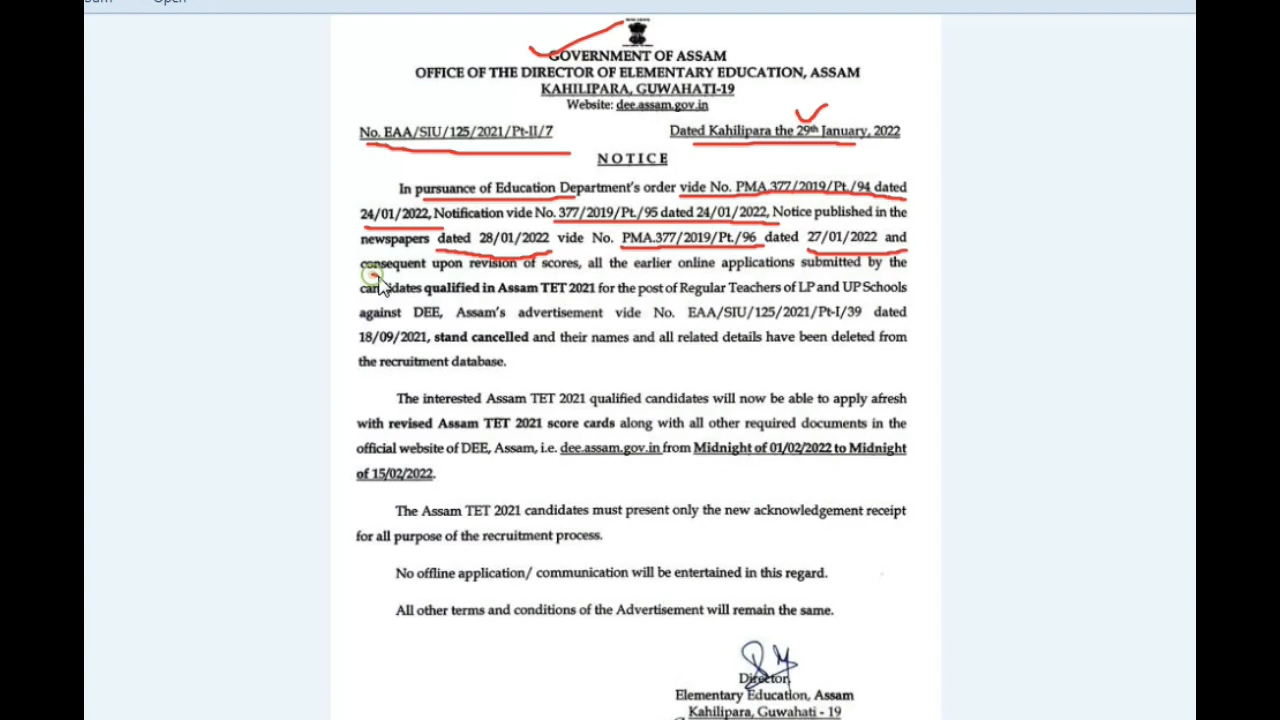 Open
GOVERNMENT OF ASSAM
OFFICE OF THE DIRECTOR OF ELEMENTARY EDUCATION, ASSAM
KAHILIPARA, GUWAHATI-19
Website: dee.assam.gov.in
No. EAA/SIU/125/2021/Pt-II/7 Dated Kahilipara the 29th January, 2022
NOTICE
In pursuance of Education Department's order vide No. PMA.377/2019/Pt./94 dated
24/01/2022, Notification vide No. 377/2019/Pt./95 dated 24/01/2022, Notice published in the
newspapers dated 28/01/2022 vide No. PMA.377/2019/Pt./96 dated 27/01/2022 and
consequent upon revision of scores, all the earlier online applications submitted by the
candidates qualified in Assam TET 2021 for the post of Regular Teachers of LP and UP Schools
against DEE, Assam's advertisement vide No. EAA/SIU/125/2021/Pt-I/39 dated
18/09/2021, stand cancelled and their names and all related details have been deleted from
the recruitment database.
The interested Assam TET 2021 qualified candidates will now be able to apply afresh
with revised Assam TET 2021 score cards along with all other required documents in the
official website of DEE, Assam, i.e. dee.assam.gov.in from Midnight of 01/02/2022 to Midnight
of 15/02/2022.
The Assam TET 2021 candidates must present only the new acknowledgement receipt
for all purpose of the recruitment process.
No offline application/ communication will be entertained in this regard.
All other terms and conditions of the Advertisement will remain the same.
Director,
Elementary Education, Assam
Kahilipara, Guwahati - 19